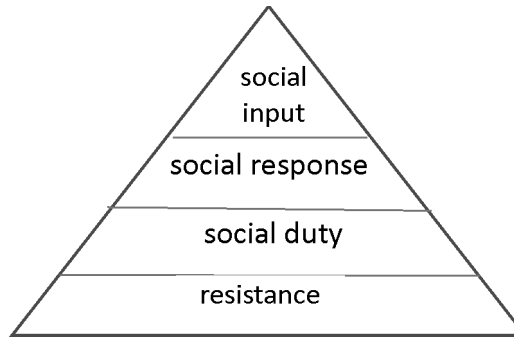 social
input
social response
social duty
resistance